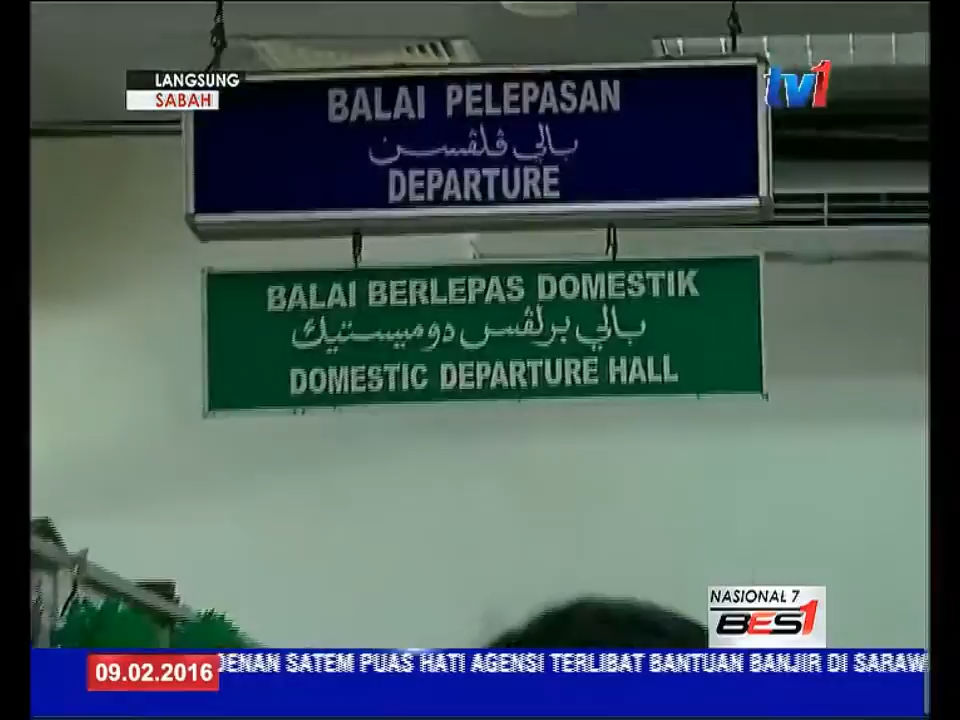 LANGSUNG
SABAH
tv1
BALAI PELEPASAN
بالي ڤلڤسن
DEPARTURE
BALAI BERLEPAS DOMESTIK
بالي برلڤس دوميستيك
DOMESTIC DEPARTURE HALL
NASIONAL 7
BES1
09.02.2016
DENAN SATEM PUAS HATI AGENSI TERLIBAT BANTUAN BANJIR DI SARAW